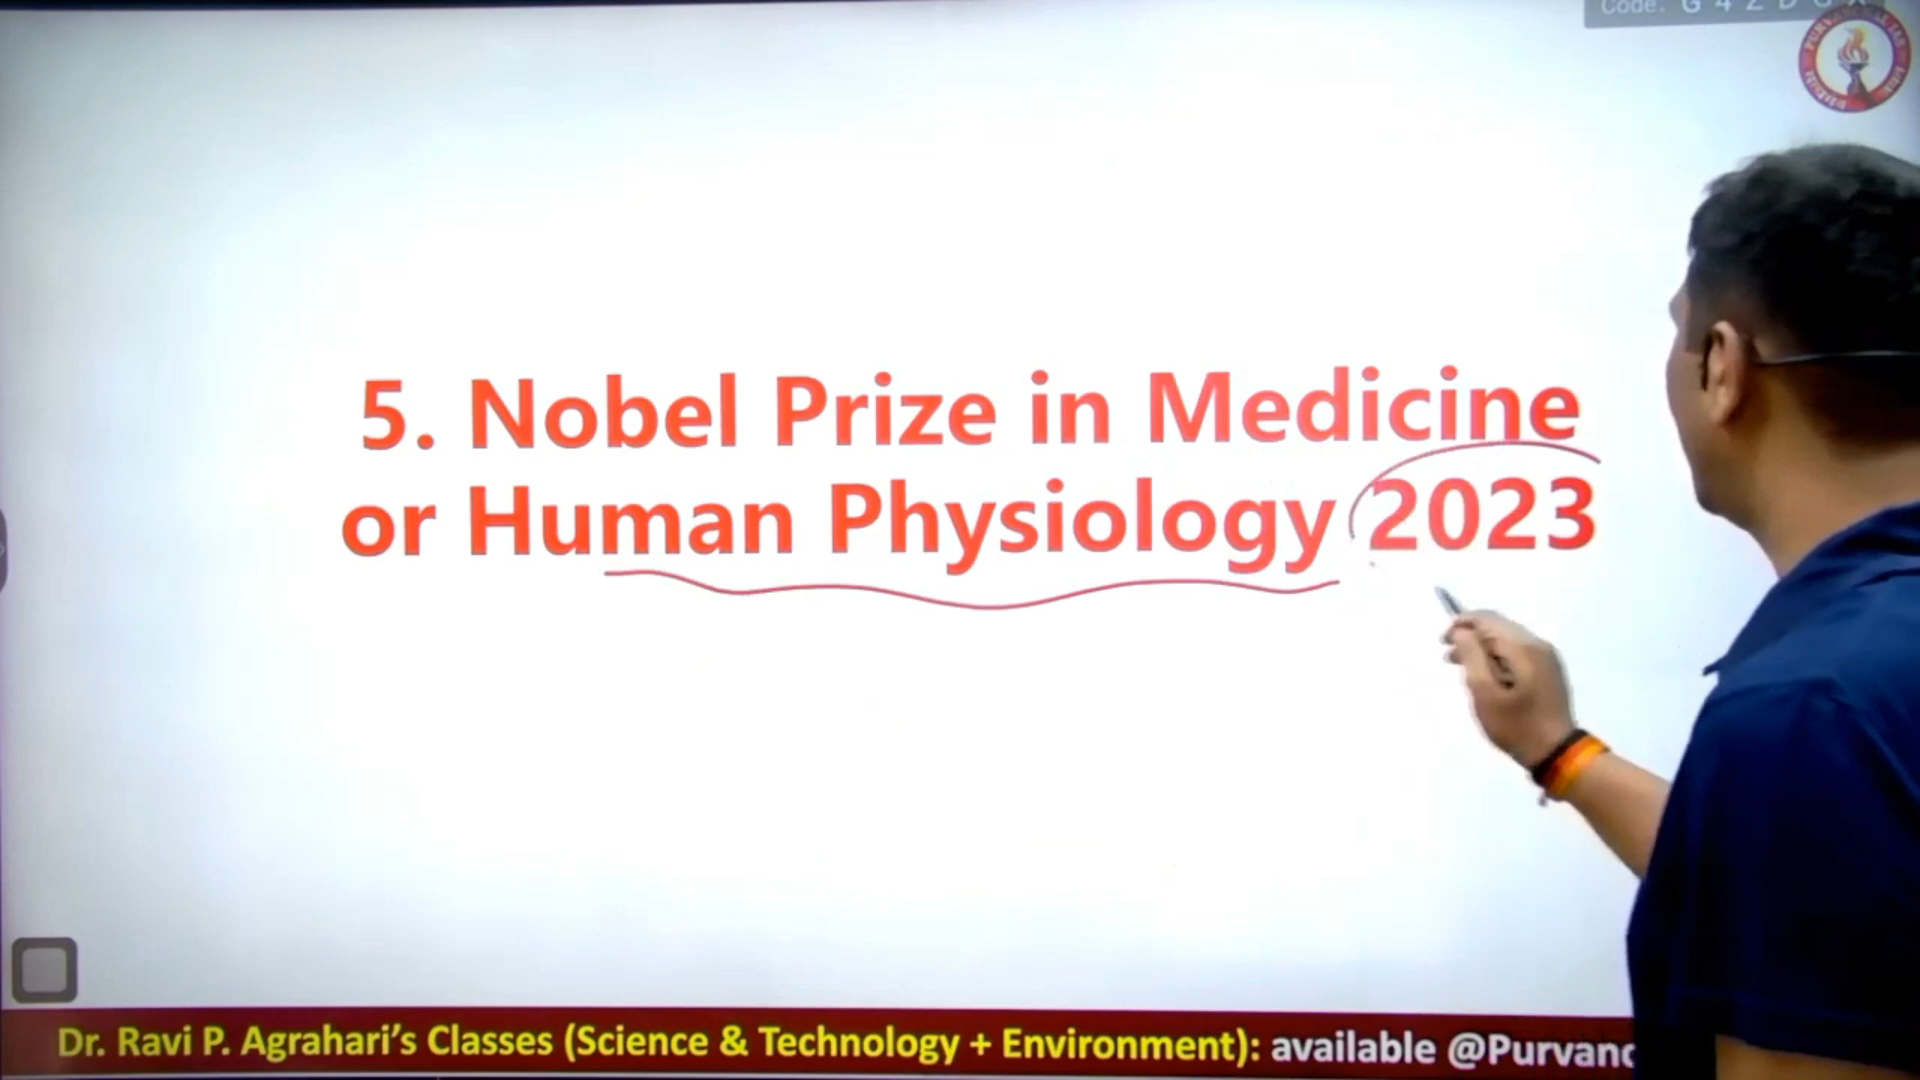 5. Nobel Prize in Medicine
or Human Physiology 2023
Dr. Ravi P. Agrahari's Classes (Science & Technology + Environment): available @Purvanc